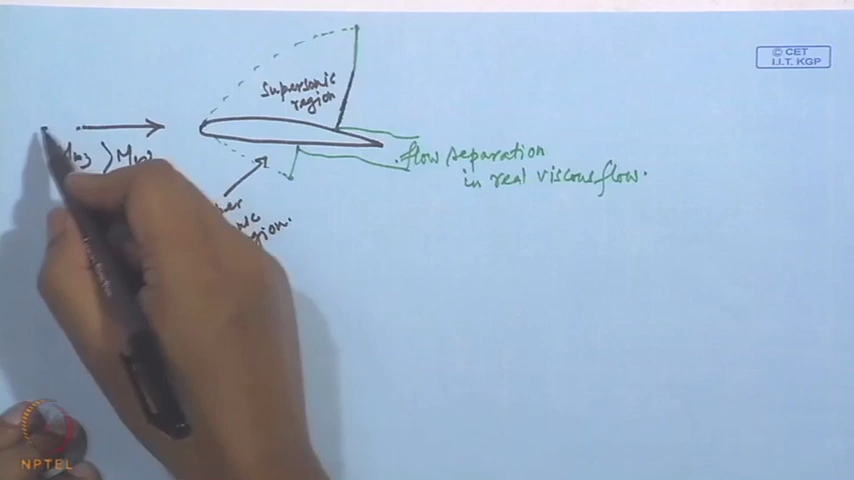 © CET
I.I.T. KGP
Supersonic
region
flow separation
in real viscous flow.
NPTEL